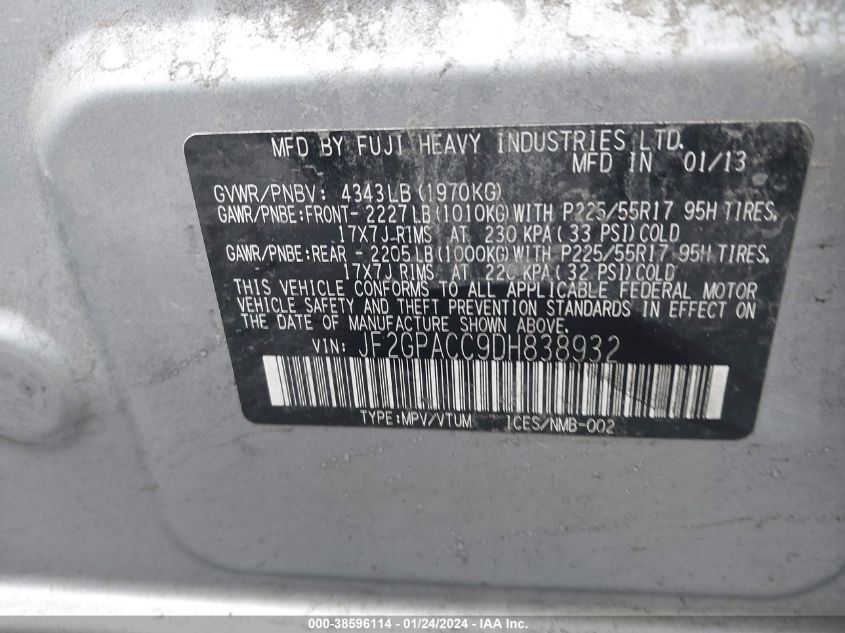 MFD BY FUJI HEAVY INDUSTRIES LTD.
MFD IN 01/13
GVWR/PNBV: 4343LB(1970KG)
GAWR/PNBE:FRONT- 2227LB(1010KG)WITH P225/55R17 95H TIRES,
17X7J RIMS AT 230 KPA(33 PSI)COLD
GAWR/PNBE:REAR - 2205LB(1000KG)WITH P225/55R17 95H TIRES,
17X7J RIMS AT 220 KPA(32 PSI)COLD
THIS VEHICLE CONFORMS TO ALL APPLICABLE FEDERAL MOTOR
VEHICLE SAFETY AND THEFT PREVENTION STANDARDS IN EFFECT ON
THE DATE OF MANUFACTURE SHOWN ABOVE.
VIN: JF2GPACC9DH838932
TYPE:MPV/VTUM ICES/NMB-002
000-38596114 - 01/24/2024 - IAA Inc.